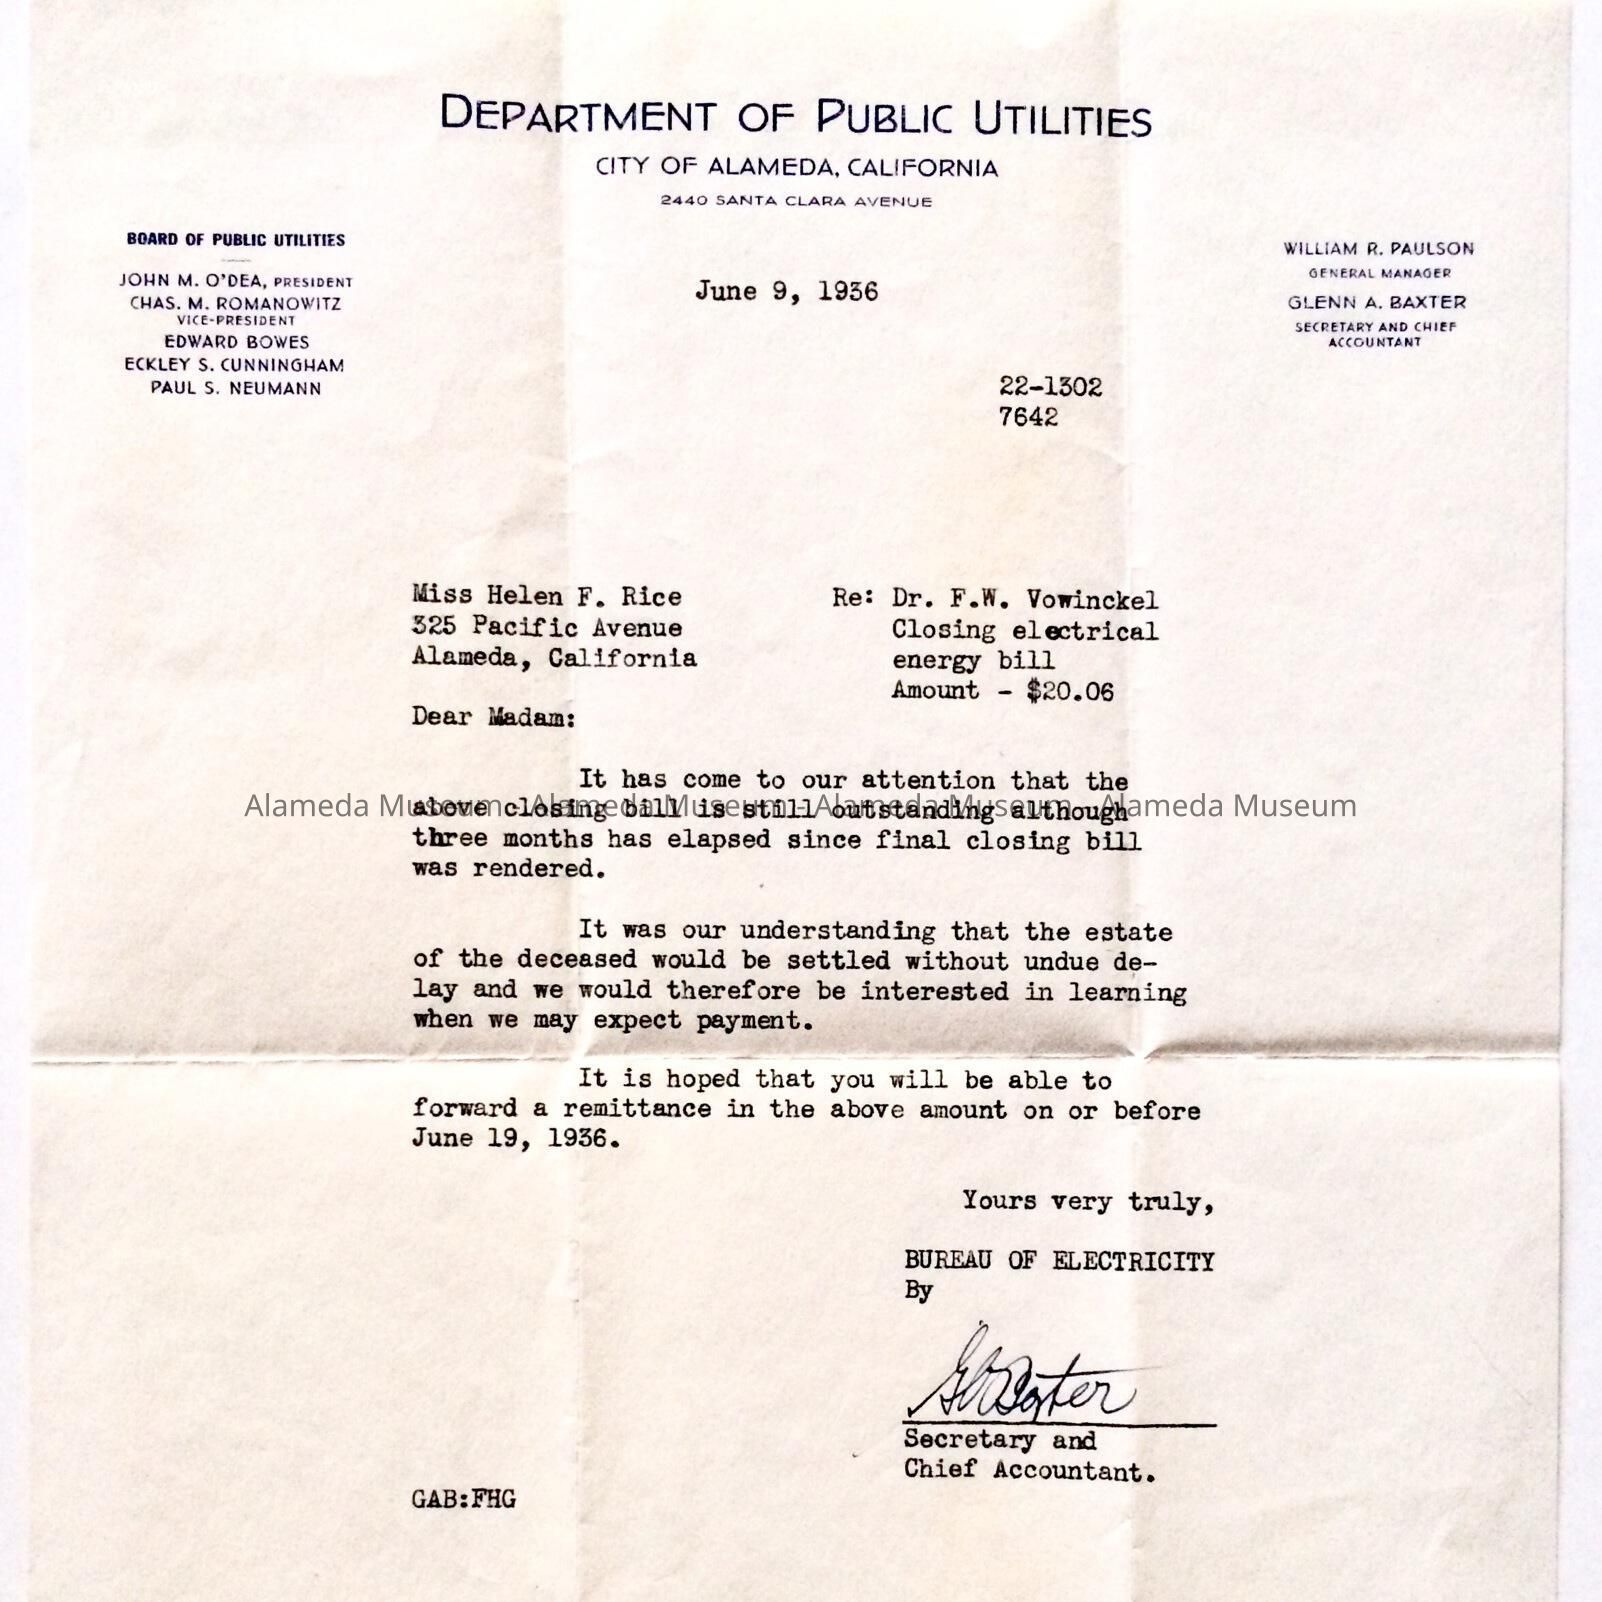 DEPARTMENT OF PUBLIC UTILITIES
CITY OF ALAMEDA, CALIFORNIA
2440 SANTA CLARA AVENUE
BOARD OF PUBLIC UTILITIES
JOHN M. O'DEA, PRESIDENT
CHAS. M. ROMANOWITZ
VICE-PRESIDENT
EDWARD BOWES
ECKLEY S. CUNNINGHAM
PAUL S. NEUMANN
WILLIAM R. PAULSON
GENERAL MANAGER
GLENN A. BAXTER
SECRETARY AND CHIEF
ACCOUNTANT
June 9, 1936
22-1302
7642
Miss Helen F. Rice
325 Pacific Avenue
Alameda, California
Re: Dr. F.W. Vowinckel
Closing electrical
energy bill
Amount - $20.06
Dear Madam:
It has come to our attention that the
above closing bill is still outstanding although
three months has elapsed since final closing bill
was rendered.
It was our understanding that the estate
of the deceased would be settled without undue de-
lay and we would therefore be interested in learning
when we may expect payment.
It is hoped that you will be able to
forward a remittance in the above amount on or before
June 19, 1936.
Yours very truly,
BUREAU OF ELECTRICITY
By
GABaxter
Secretary and
Chief Accountant.
GAB:FHG
Alameda Museum - Alameda Museum - Alameda Museum - Alameda Museum